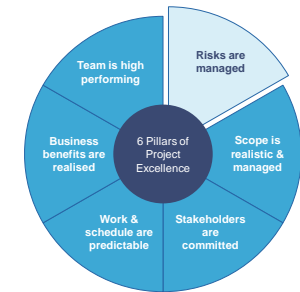 Team is high
performing
Risks are
managed
Scope is
realistic &
managed
Stakeholders
are
committed
Work &
schedule are
predictable
Business
benefits are
realised
6 Pillars of
Project
Excellence